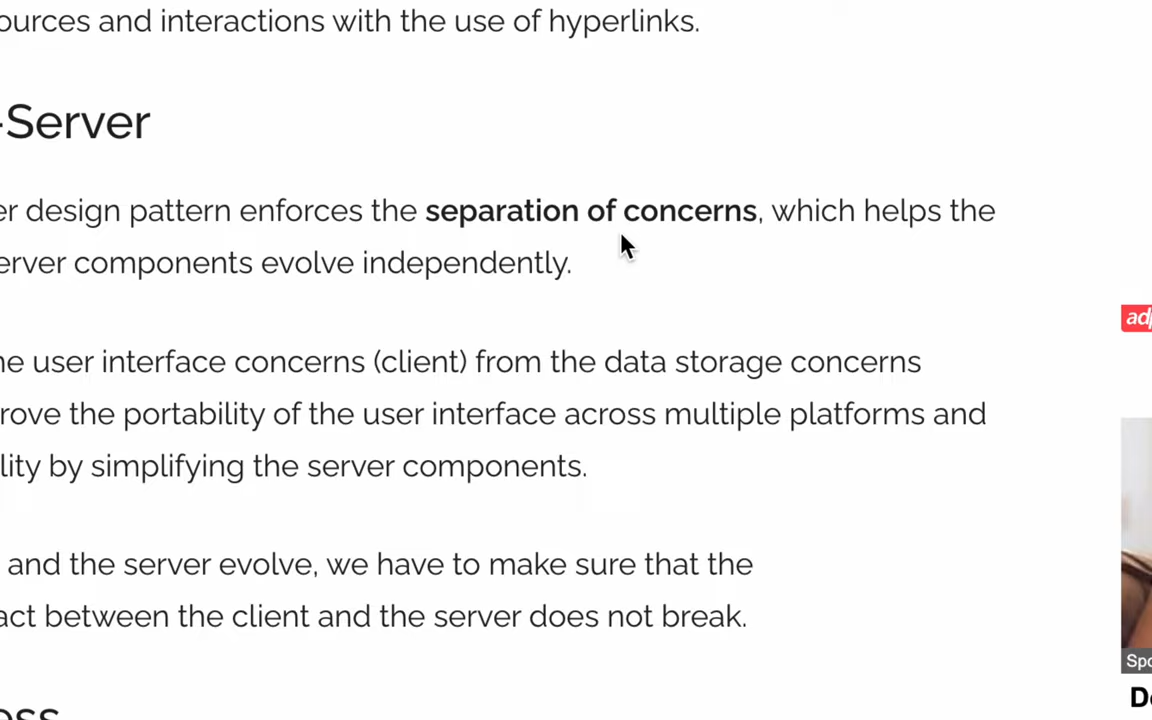 ources and interactions with the use of hyperlinks.
-Server
er design pattern enforces the separation of concerns, which helps the
erver components evolve independently.
ne user interface concerns (client) from the data storage concerns
rove the portability of the user interface across multiple platforms and
lity by simplifying the server components.
and the server evolve, we have to make sure that the
act between the client and the server does not break.